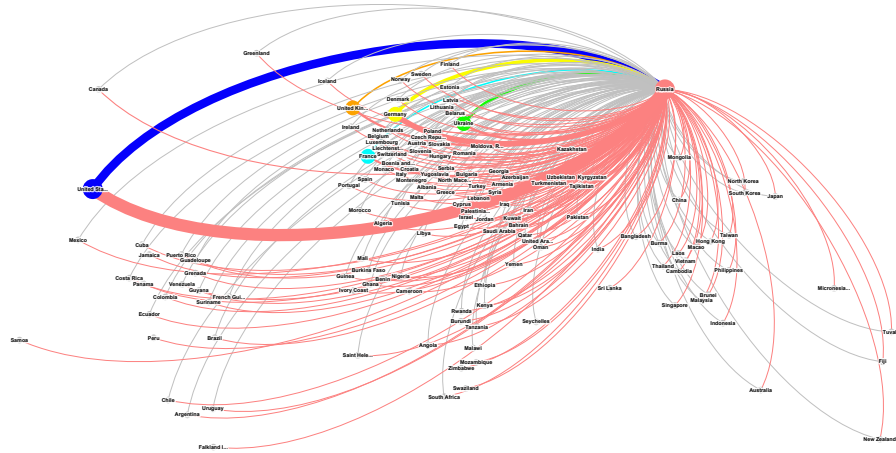 Greenland
Canada
Iceland
Finland
Sweden
Norway
Estonia
Russia
Denmark
Latvia
Lithuania
United Kin...
Germany
Belarus
Ukraine
Ireland
Netherlands
Poland
Belgium
Czech Repu...
Luxembourg
Austria
Slovakia
Moldova, R...
Liechtenst...
Slovenia
Kazakhstan
France
Switzerland
Hungary
Romania
Mongolia
Bosnia and...
Monaco
Croatia
Serbia
Georgia
Italy
Yugoslavia
Bulgaria
Azerbaijan
Uzbekistan
Kyrgyzstan
Spain
Montenegro
North Mace...
Armenia
Turkmenistan
Tajikistan
North Korea
Portugal
Albania
Turkey
South Korea
Japan
United Sta...
Greece
Syria
Malta
Lebanon
China
Tunisia
Cyprus
Iraq
Morocco
Palestinia...
Iran
Israel
Jordan
Kuwait
Pakistan
Algeria
Egypt
Bahrain
Libya
Saudi Arabia
Qatar
Bangladesh
Taiwan
Mexico
United Ara...
Burma
Hong Kong
Cuba
Oman
India
Macao
Jamaica
Puerto Rico
Laos
Guadeloupe
Mali
Yemen
Vietnam
Thailand
Burkina Faso
Cambodia
Philippines
Grenada
Costa Rica
Guinea
Benin
Nigeria
Panama
Venezuela
Ghana
Ethiopia
Sri Lanka
Micronesia...
Guyana
Ivory Coast
Cameroon
Colombia
French Gui...
Brunei
Suriname
Malaysia
Kenya
Singapore
Ecuador
Rwanda
Burundi
Seychelles
Indonesia
Tanzania
Tuval
Paru
Brazil
Samoa
Angola
Malawi
Saint Hele...
Mozambique
Fiji
Zimbabwe
Swaziland
Australia
South Africa
Chile
Uruguay
Argentina
New Zealand
Falkland I...